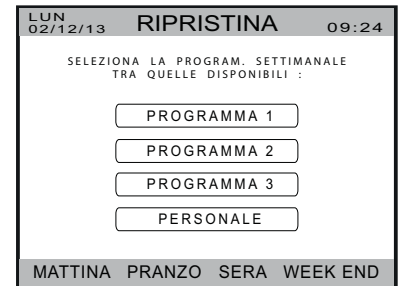 LUN
02/12/13 RIPRISTINA 09:24
SELEZIONA LA PROGRAM. SETTIMANALE
TRA QUELLE DISPONIBILI :
PROGRAMMA 1
PROGRAMMA 2
PROGRAMMA 3
PERSONALE
MATTINA PRANZO SERA WEEK END